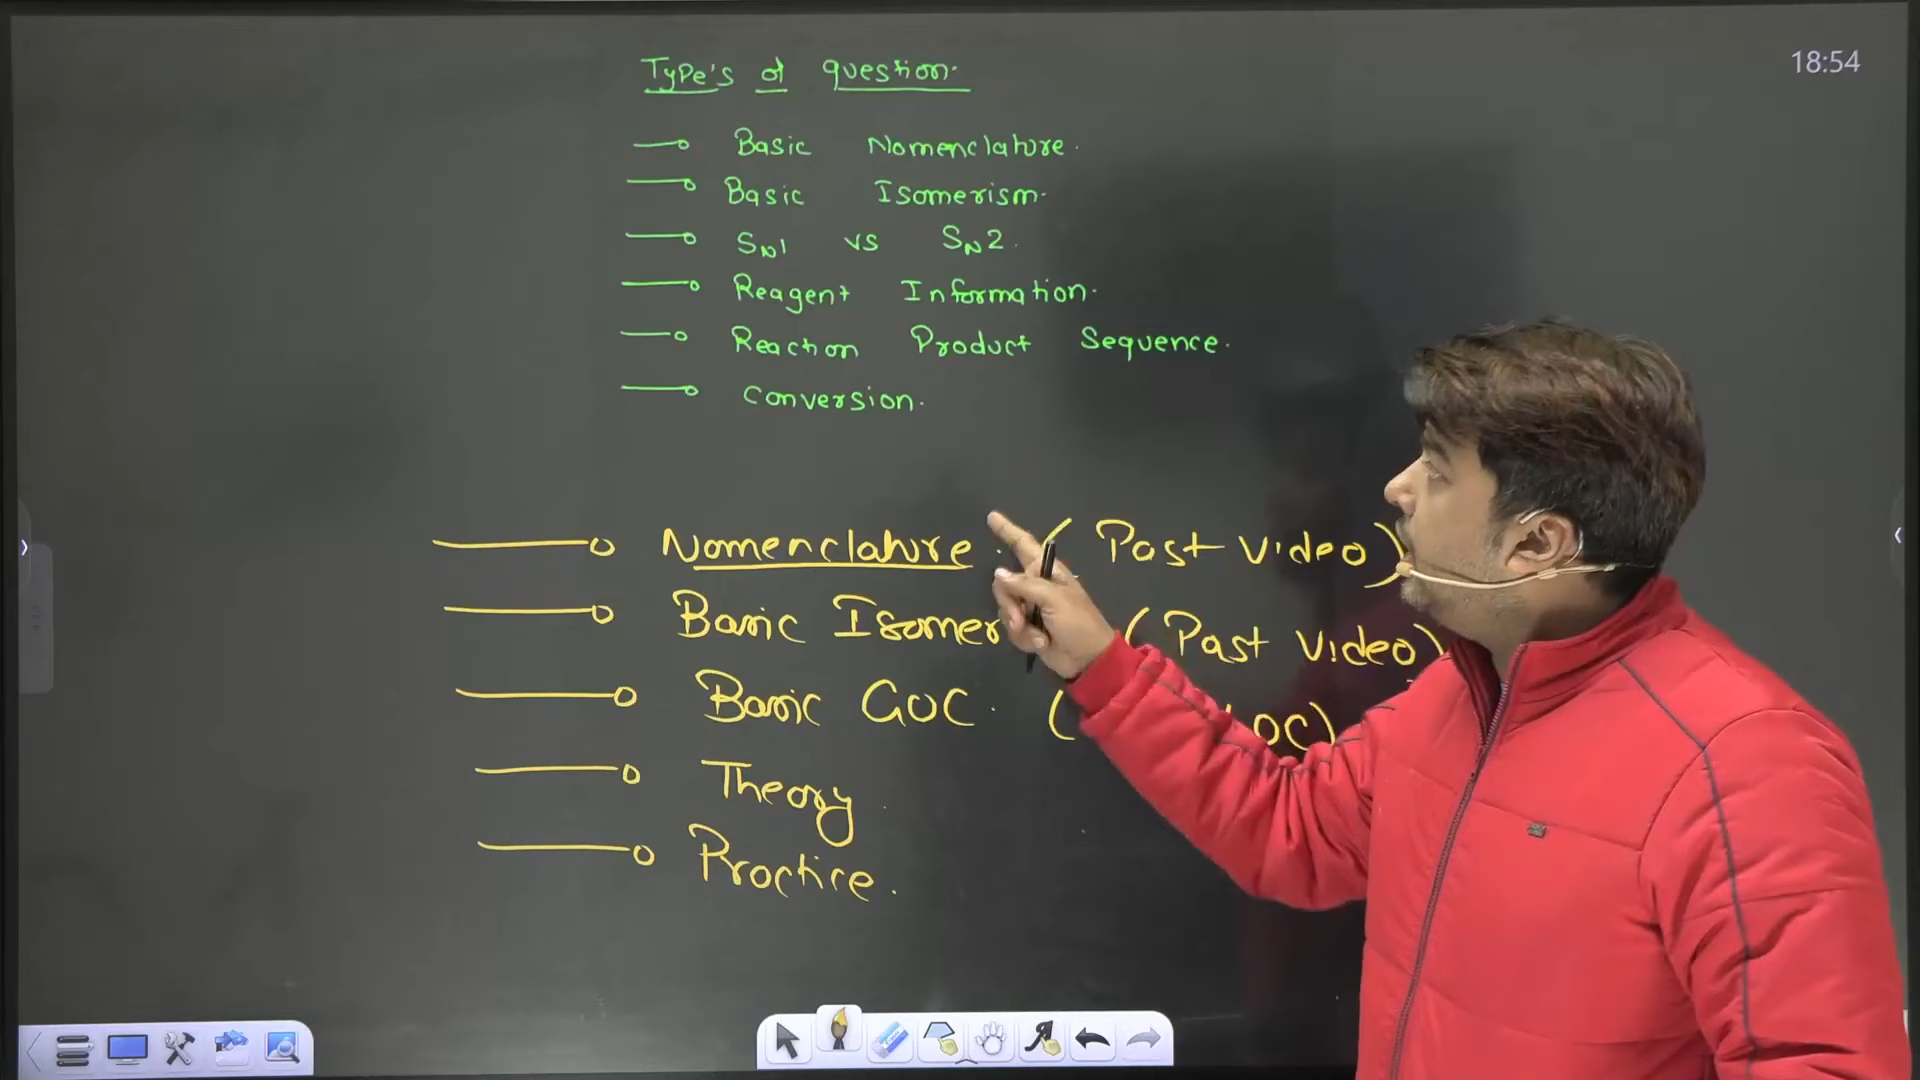 18:54
Type's of question.
Basic Nomenclature.
Basic Isomerism.
SN1 vs SN2.
Reagent Information.
Reaction Product Sequence.
Conversion.
Nomenclature. (Past Video)
Basic Isomer (Past Video)
Basic GOC. ( OC)
Theory.
Practice.